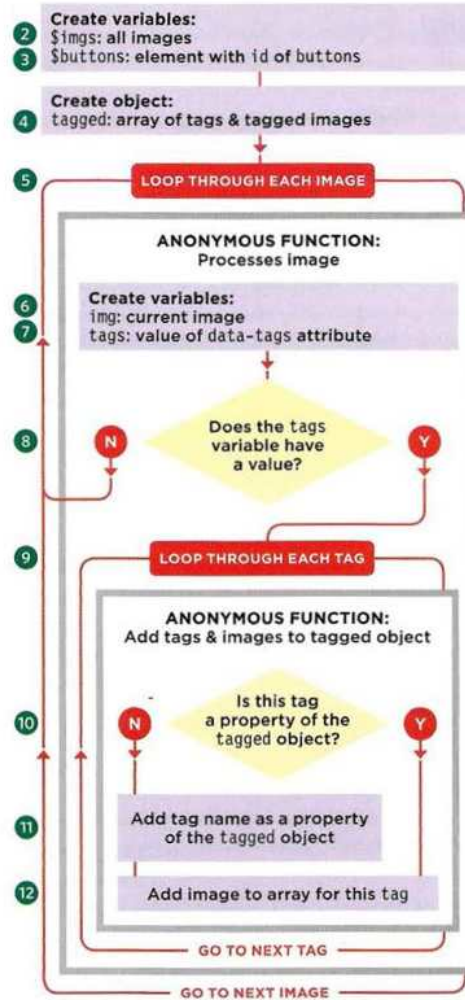 Create variables:
2 $imgs: all images
3 $buttons: element with id of buttons
Create object:
4 tagged: array of tags & tagged images
5 LOOP THROUGH EACH IMAGE
ANONYMOUS FUNCTION:
Processes image
Create variables:
6 img: current image
7 tags: value of data-tags attribute
Does the tags
8 N variable have Y
a value?
9 LOOP THROUGH EACH TAG
ANONYMOUS FUNCTION:
Add tags & images to tagged object
Is this tag
10 N a property of the Y
tagged object?
11 Add tag name as a property
of the tagged object
12 Add image to array for this tag
GO TO NEXT TAG
GO TO NEXT IMAGE